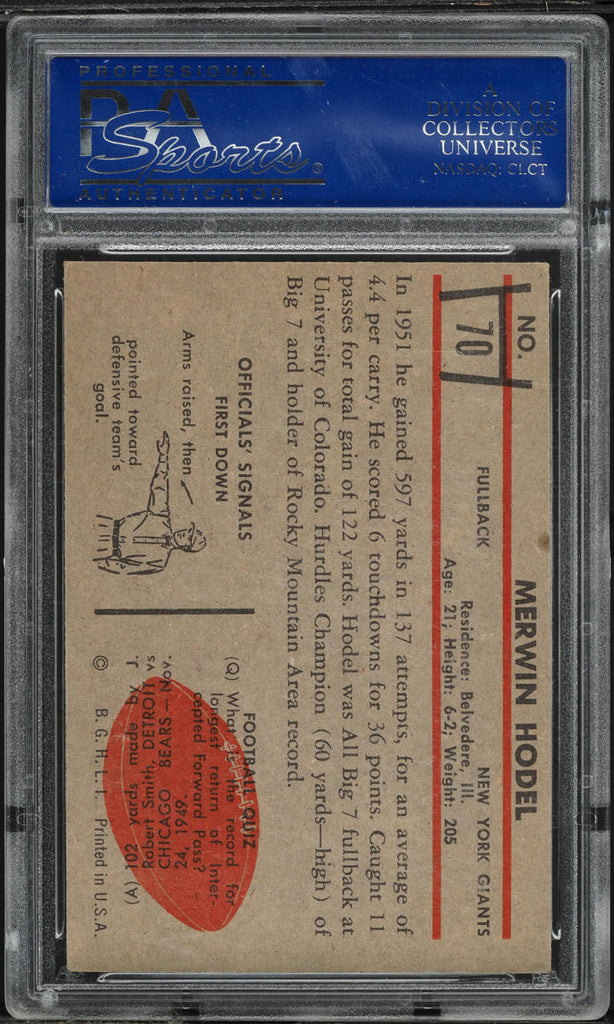 PROFESSIONAL
PSA
Sports
AUTHENTICATOR
A
DIVISION OF
COLLECTORS
UNIVERSE
NASDAQ: CLCT
NO.
70
MERWIN HODEL
FULLBACK
NEW YORK GIANTS
Residence: Belvedere, Ill.
Age: 21; Height: 6-2; Weight: 205
In 1951 he gained 597 yards in 137 attempts, for an average of
4.4 per carry. He scored 6 touchdowns for 36 points. Caught 11
passes for total gain of 122 yards. Hodel was All Big 7 fullback at
University of Colorado. Hurdles Champion (60 yards—high) of
Big 7 and holder of Rocky Mountain Area record.
OFFICIALS' SIGNALS
FIRST DOWN
Arms raised, then
pointed toward
defensive team's
goal.
FOOTBALL QUIZ
(Q) What is the record for
longest return of Inter-
cepted Forward Pass?
(A) 102 yards made by J.
Robert Smith, DETROIT vs
CHICAGO BEARS—Nov.
24, 1949
© B. G. H. L. I. Printed in U.S.A.